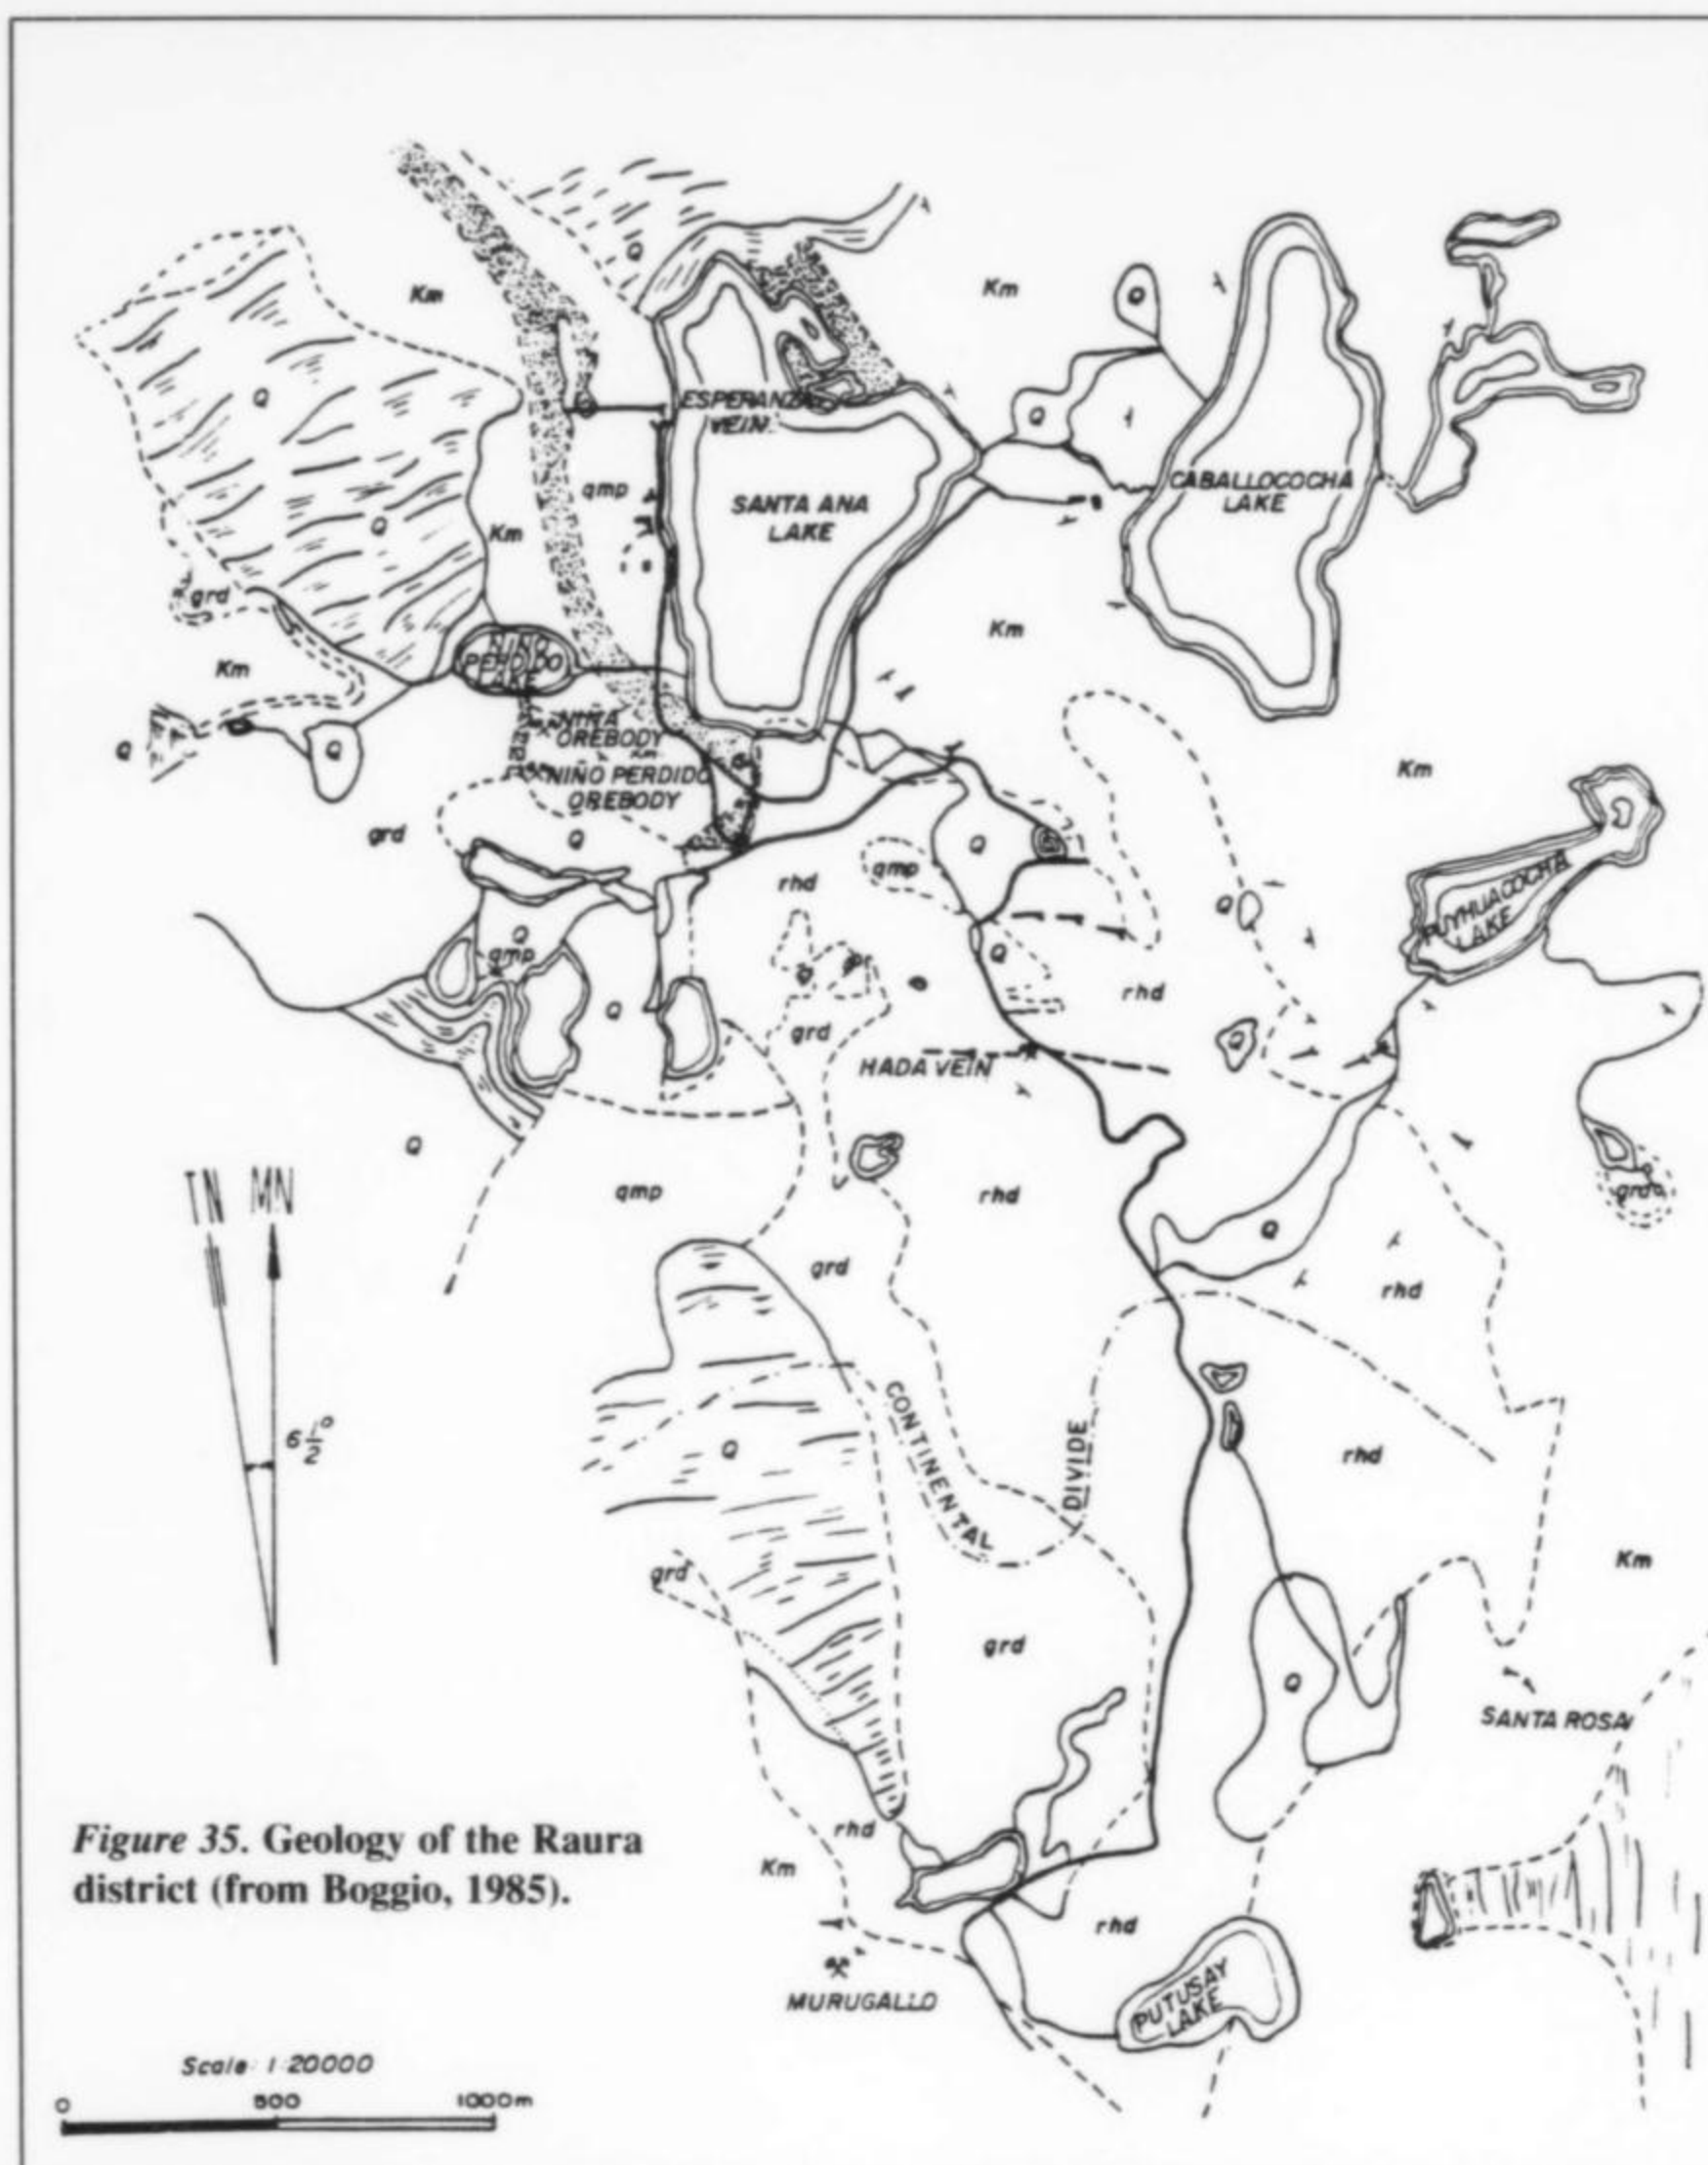 Q
Km
Km
Q
Q
Q
ESPERANZA
VEIN
qmp
SANTA ANA
LAKE
CABALLOCOCHA
LAKE
Q
Km
grd
Km
Km
NIÑO
PERDIDO
LAKE
NIÑA
OREBODY
Q
Q
NIÑO PERDIDO
OREBODY
Km
grd
Q
rhd
qmp
Q
Q
PUYHUACOCHA
LAKE
Q
qmp
Q
Q
rhd
grd
Q
HADA VEIN
Q
TN MN
qmp
rhd
grd
Q
grd
rhd
6½°
Q
CONTINENTAL
DIVIDE
rhd
grd
Km
grd
Q
SANTA ROSA
Figure 35. Geology of the Raura
district (from Boggio, 1985).
rhd
Km
rhd
MURUGALLO
PUTUSAY
LAKE
Scale: 1:20000
0 500 1000m